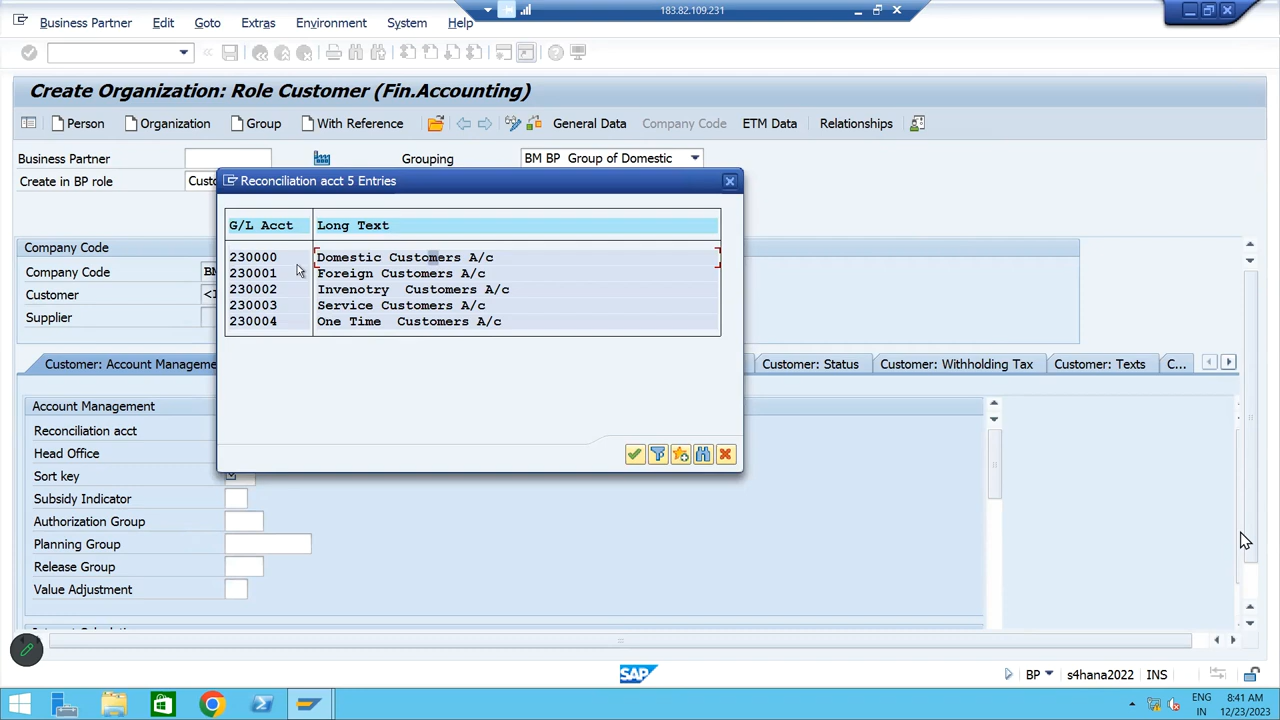 Business Partner Edit Goto Extras Environment System Help
183.82.109.231
Create Organization: Role Customer (Fin.Accounting)
Person Organization Group With Reference General Data Company Code ETM Data Relationships
Business Partner Grouping BM BP Group of Domestic
Create in BP role
Reconciliation acct 5 Entries
G/L Acct Long Text
230000 Domestic Customers A/c
230001 Foreign Customers A/c
230002 Invenotry Customers A/c
230003 Service Customers A/c
230004 One Time Customers A/c
Company Code
Company Code
Customer
Supplier
Customer: Account Manageme Customer: Status Customer: Withholding Tax Customer: Texts C...
Account Management
Reconciliation acct
Head Office
Sort key
Subsidy Indicator
Authorization Group
Planning Group
Release Group
Value Adjustment
SAP
BP s4hana2022 INS
ENG 8:41 AM
IN 12/23/2023